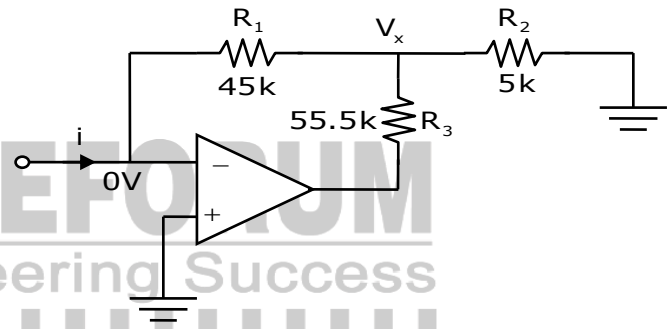 R₁ Vₓ R₂
45k 5k
55.5k R₃
i
0V
−
+
EFORUM
eering Success